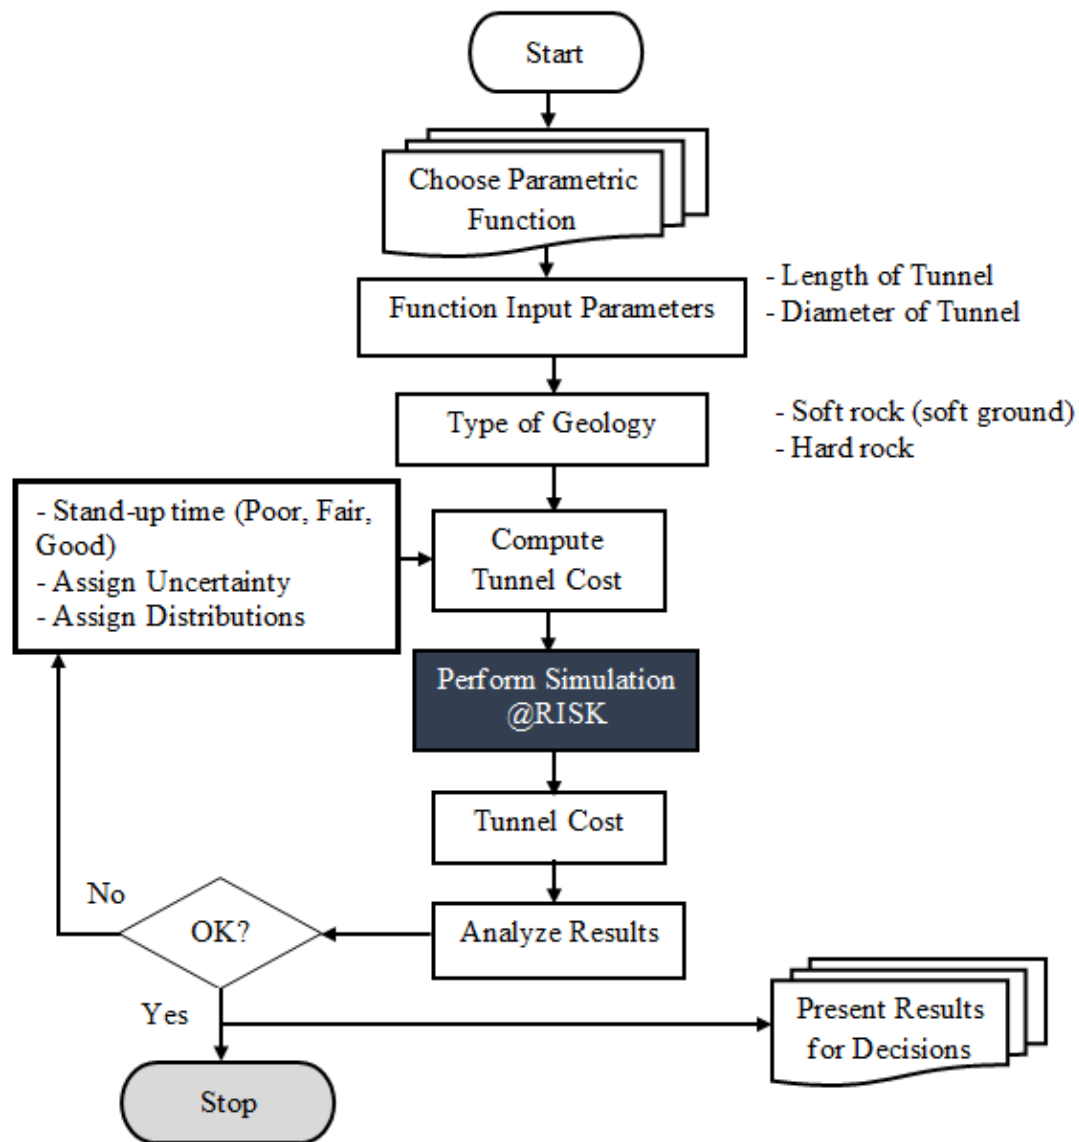 Start
Choose Parametric
Function
Function Input Parameters
- Length of Tunnel
- Diameter of Tunnel
Type of Geology
- Soft rock (soft ground)
- Hard rock
- Stand-up time (Poor, Fair,
Good)
- Assign Uncertainty
- Assign Distributions
Compute
Tunnel Cost
Perform Simulation
@RISK
Tunnel Cost
Analyze Results
OK?
No
Yes
Present Results
for Decisions
Stop